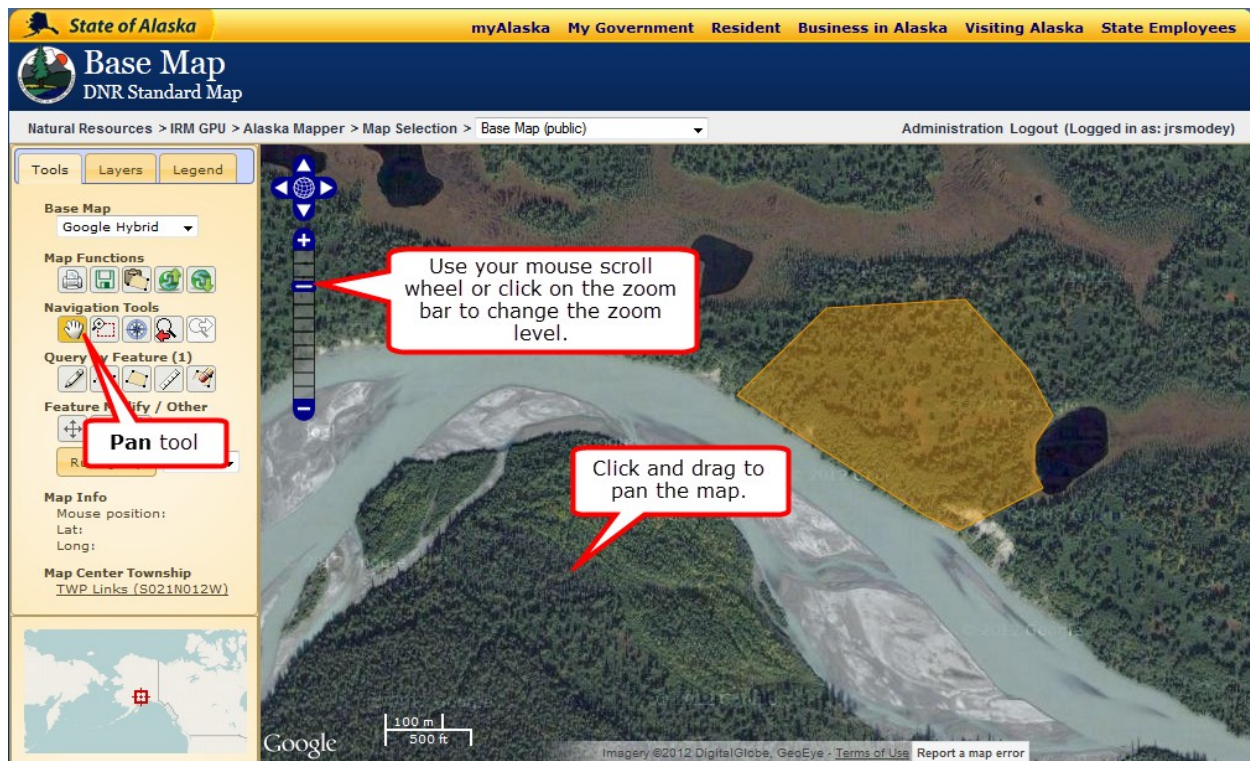 State of Alaska
myAlaska My Government Resident Business in Alaska Visiting Alaska State Employees
Base Map
DNR Standard Map
Natural Resources > IRM GPU > Alaska Mapper > Map Selection > Base Map (public)
Administration Logout (Logged in as: jrsmodey)
Tools Layers Legend
Base Map
Google Hybrid
Map Functions
Navigation Tools
Query by Feature (1)
Feature Modify / Other
Pan tool
Map Info
Mouse position:
Lat:
Long:
Map Center Township
TWP Links (S021N012W)
Use your mouse scroll
wheel or click on the zoom
bar to change the zoom
level.
Click and drag to
pan the map.
100 m
500 ft
Google
Imagery ©2012 DigitalGlobe, GeoEye - Terms of Use Report a map error